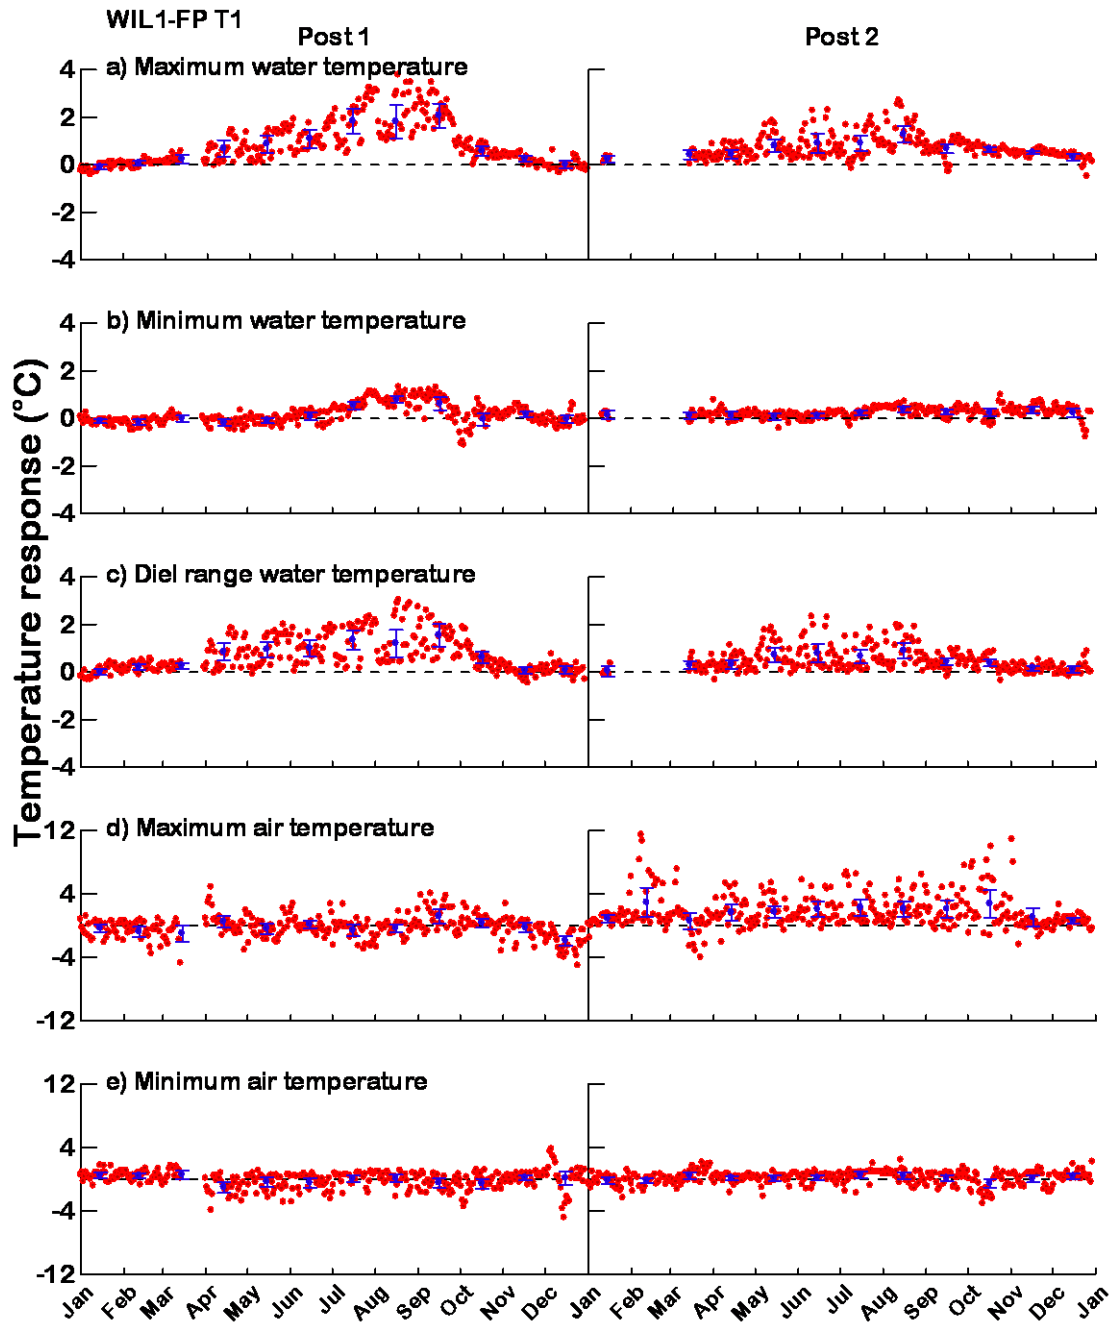 WIL1-FP T1
Post 1
Post 2
a) Maximum water temperature
4
2
0
-2
-4
b) Minimum water temperature
4
2
0
-2
-4
c) Diel range water temperature
4
2
0
-2
-4
d) Maximum air temperature
12
4
-4
-12
e) Minimum air temperature
12
4
-4
-12
Temperature response (°C)
Jan Feb Mar Apr May Jun Jul Aug Sep Oct Nov Dec Jan Feb Mar Apr May Jun Jul Aug Sep Oct Nov Dec Jan